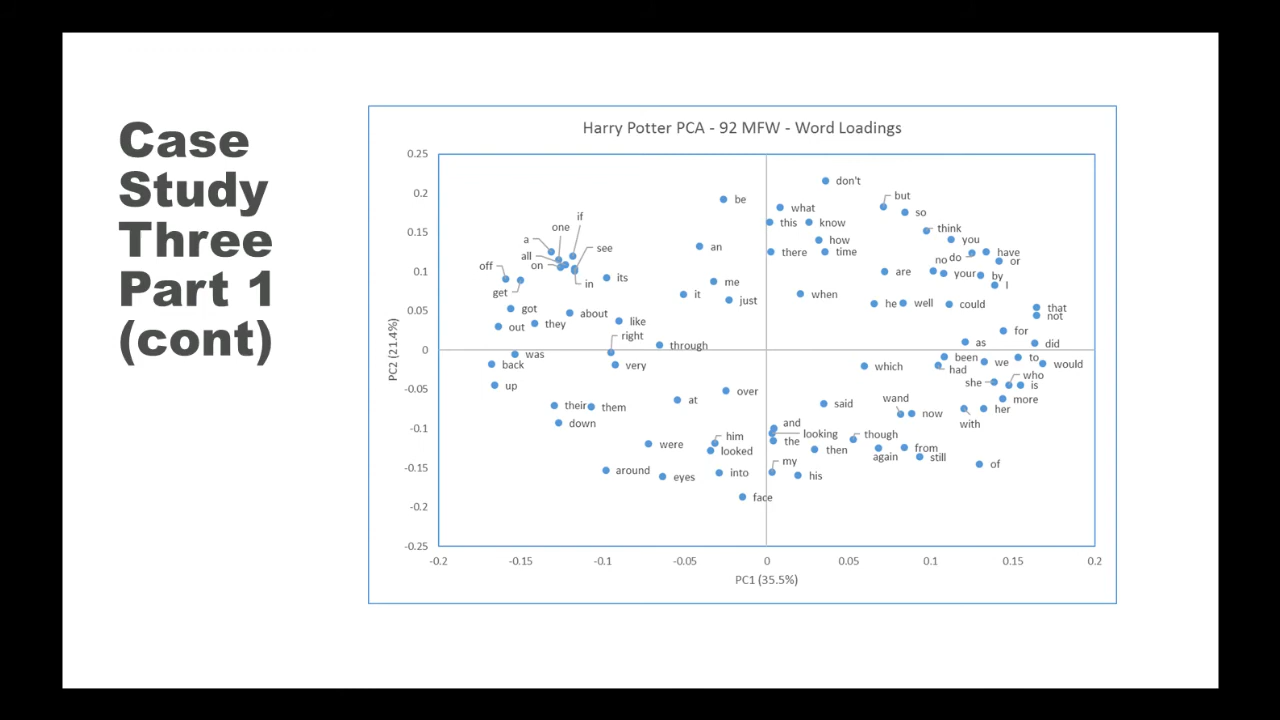 Case
Study
Three
Part 1
(cont)
Harry Potter PCA - 92 MFW - Word Loadings
0.25
0.2
0.15
0.1
0.05
0
-0.05
-0.1
-0.15
-0.2
-0.25
-0.2
-0.15
-0.1
-0.05
0
0.05
0.1
0.15
0.2
PC2 (21.4%)
PC1 (35.5%)
don't
be
but
what
so
if
this
know
one
think
a
how
you
see
an
there
time
have
all
no
do
or
on
off
its
are
your
by
in
me
I
get
it
when
just
he
well
could
got
about
that
not
they
like
out
for
right
through
as
did
was
been
to
back
very
which
had
we
would
who
she
is
up
over
at
wand
more
their
them
said
now
her
down
and
with
him
looking
though
were
the
looked
then
from
again
still
my
of
around
into
eyes
his
face